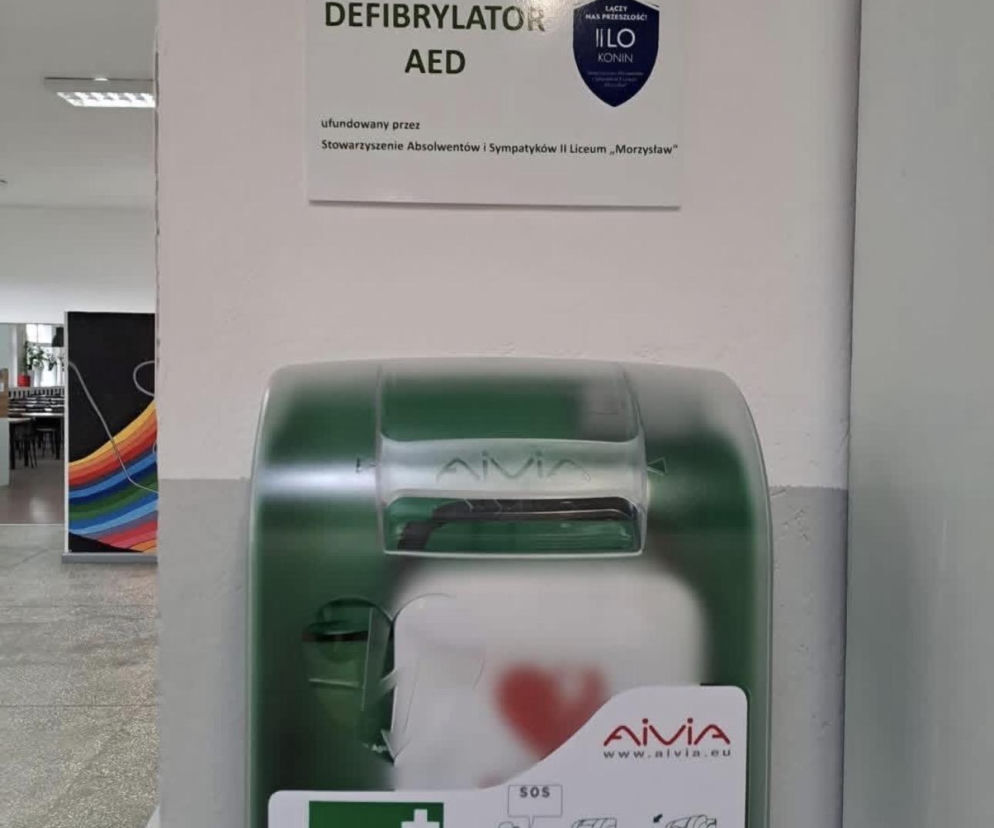 DEFIBRYLATOR
AED
ŁĄCZY
NAS PRZESZŁOŚĆ!
II LO
KONIN
ufundowany przez
Stowarzyszenie Absolwentów i Sympatyków II Liceum „Morzysław”
AiViA
AiViA
www.aivia.eu
SOS